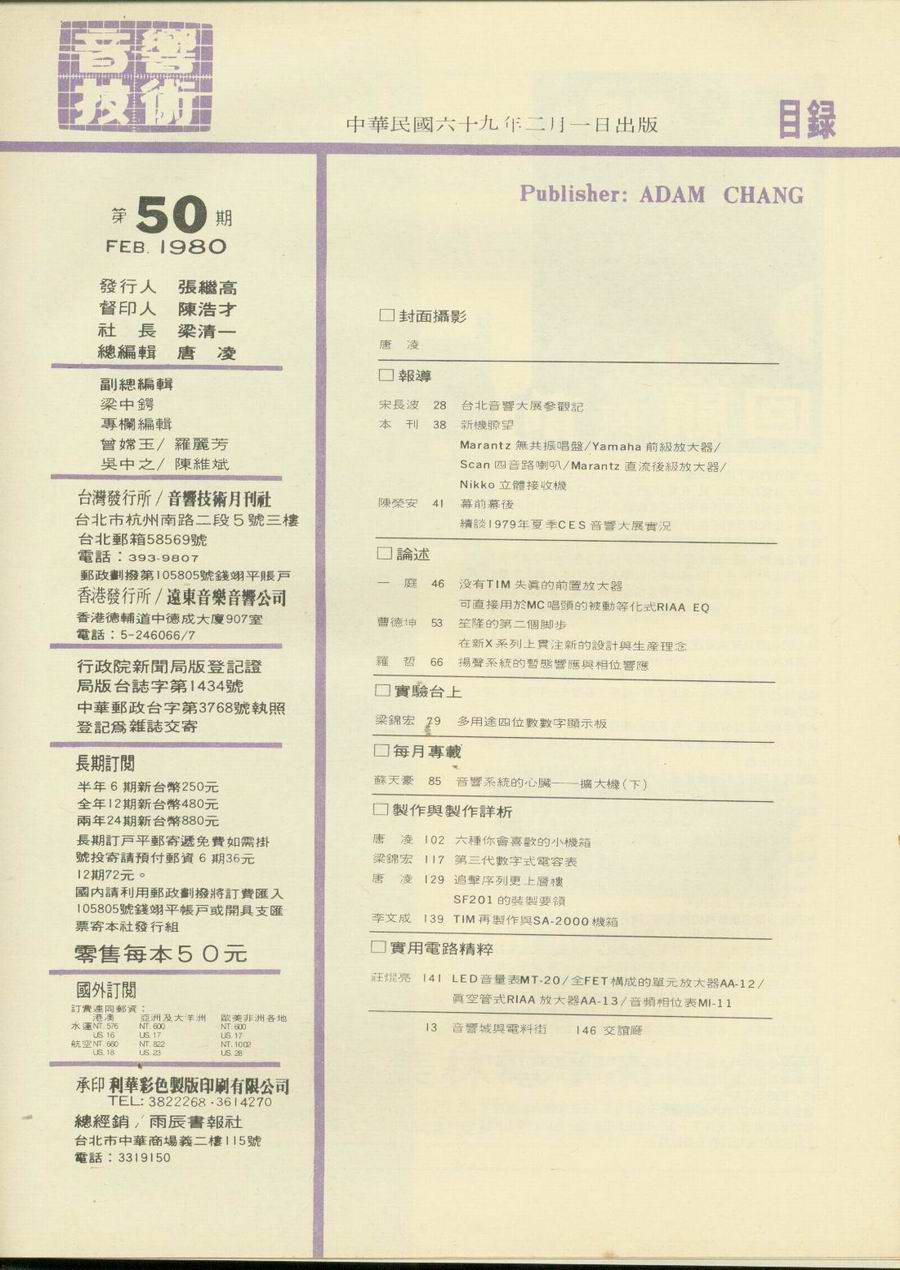 音響
技術
中華民國六十九年二月一日出版
目録
第50期
FEB. 1980
發行人 張繼高
督印人 陳浩才
社長 梁清一
總編輯 唐凌
副總編輯
梁中鍔
專欄編輯
曾嫦玉/ 羅麗芳
吳中之/ 陳維斌
台灣發行所/音響技術月刊社
台北市杭州南路二段5號三樓
台北郵箱58569號
電話：393-9807
郵政劃撥第105805號錢翊平賬戶
香港發行所/遠東音樂音響公司
香港德輔道中德成大廈907室
電話：5-246066/7
行政院新聞局版登記證
局版台誌字第1434號
中華郵政台字第3768號執照
登記爲雜誌交寄
長期訂閲
半年6期新台幣250元
全年12期新台幣480元
兩年24期新台幣880元
長期訂戸平郵寄遞免費如需掛
號投寄請預付郵資6期36元
12期72元。
國内請利用郵政劃撥將訂費匯入
105805號錢翊平帳戸或開具支匯
票寄本社發行組
零售每本50元
國外訂閲
訂費連同郵資：
港澳 亞洲及大羊洲 歐美非洲各地
水運 NT. 576 NT. 600 NT. 600
US. 16 US. 17 US. 17
航空 NT. 660 NT. 822 NT. 1002
US. 18 US. 23 US. 28
承印 利華彩色製版印刷有限公司
TEL: 3822268·3614270
總經銷/雨辰書報社
台北市中華商場義二樓115號
電話：3319150
Publisher: ADAM CHANG
□封面攝影
唐凌
□報導
宋長波 28 台北音響大展參觀記
本刊 38 新機瞭望
Marantz 無共振唱盤/Yamaha 前級放大器/
Scan 四音路喇叭/Marantz 直流後級放大器/
Nikko 立體接收機
陳榮安 41 幕前幕後
續談1979年夏季CES音響大展實況
□論述
一庭 46 没有TIM失眞的前置放大器
可直接用於MC唱頭的被動等化式RIAA EQ
曹德坤 53 笙隆的第二個脚步
在新X系列上貫注新的設計與生產理念
羅哲 66 揚聲系統的暫態響應與相位響應
□實驗台上
梁錦宏 79 多用途四位數數字顯示板
□每月專載
蘇天豪 85 音響系統的心臟——擴大機(下)
□製作與製作詳析
唐凌 102 六種你會喜歡的小機箱
梁錦宏 117 第三代數字式電容表
唐凌 129 追擊序列更上層樓
SF201的裝製要領
李文成 139 TIM再製作與SA-2000機箱
□實用電路精粹
莊焜亮 141 LED音量表MT-20/全FET構成的單元放大器AA-12/
眞空管式RIAA放大器AA-13/音頻相位表MI-11
13 音響城與電料街 146 交誼廳